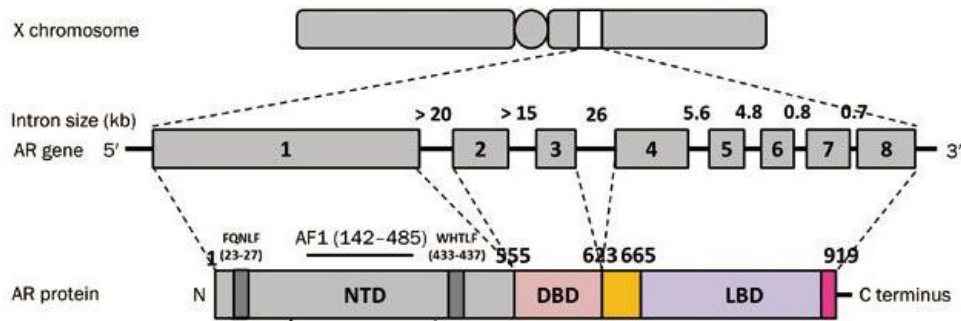 X chromosome
Intron size (kb) > 20 > 15 26 5.6 4.8 0.8 0.7
AR gene 5′ 1 2 3 4 5 6 7 8 3′
FQNLF AF1 (142–485) WHTLF
1 (23-27) (433-437) 555 623 665 919
AR protein N NTD DBD LBD C terminus